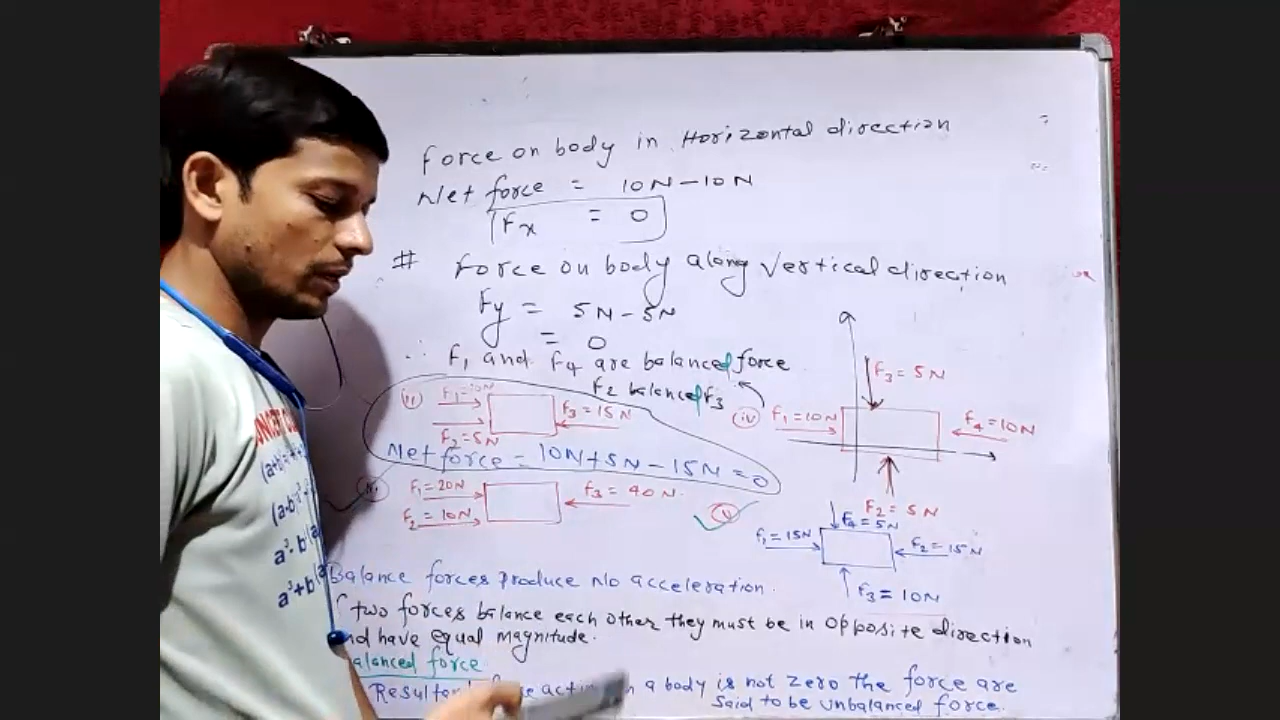 Force on body in Horizontal direction
Net force = 10N-10N
Fx = 0
# Force on body along Vertical direction
Fy = 5N-5N
= 0
∴ F1 and F4 are balanced force
F2 balanced F3
(ii) F1=10N
F2=5N
F3=15N
Net force = 10N+5N-15N=0
F1=20N
F2=10N
F3=40N
(iv) F1=10N
F3=5N
F4=10N
F2=5N
(v)
F1=15N
F4=5N
F2=15N
F3=10N
Balance forces produce No acceleration.
two forces balance each other they must be in opposite direction
nd have equal magnitude.
alanced force
a body is not zero the force are
said to be unbalanced force.